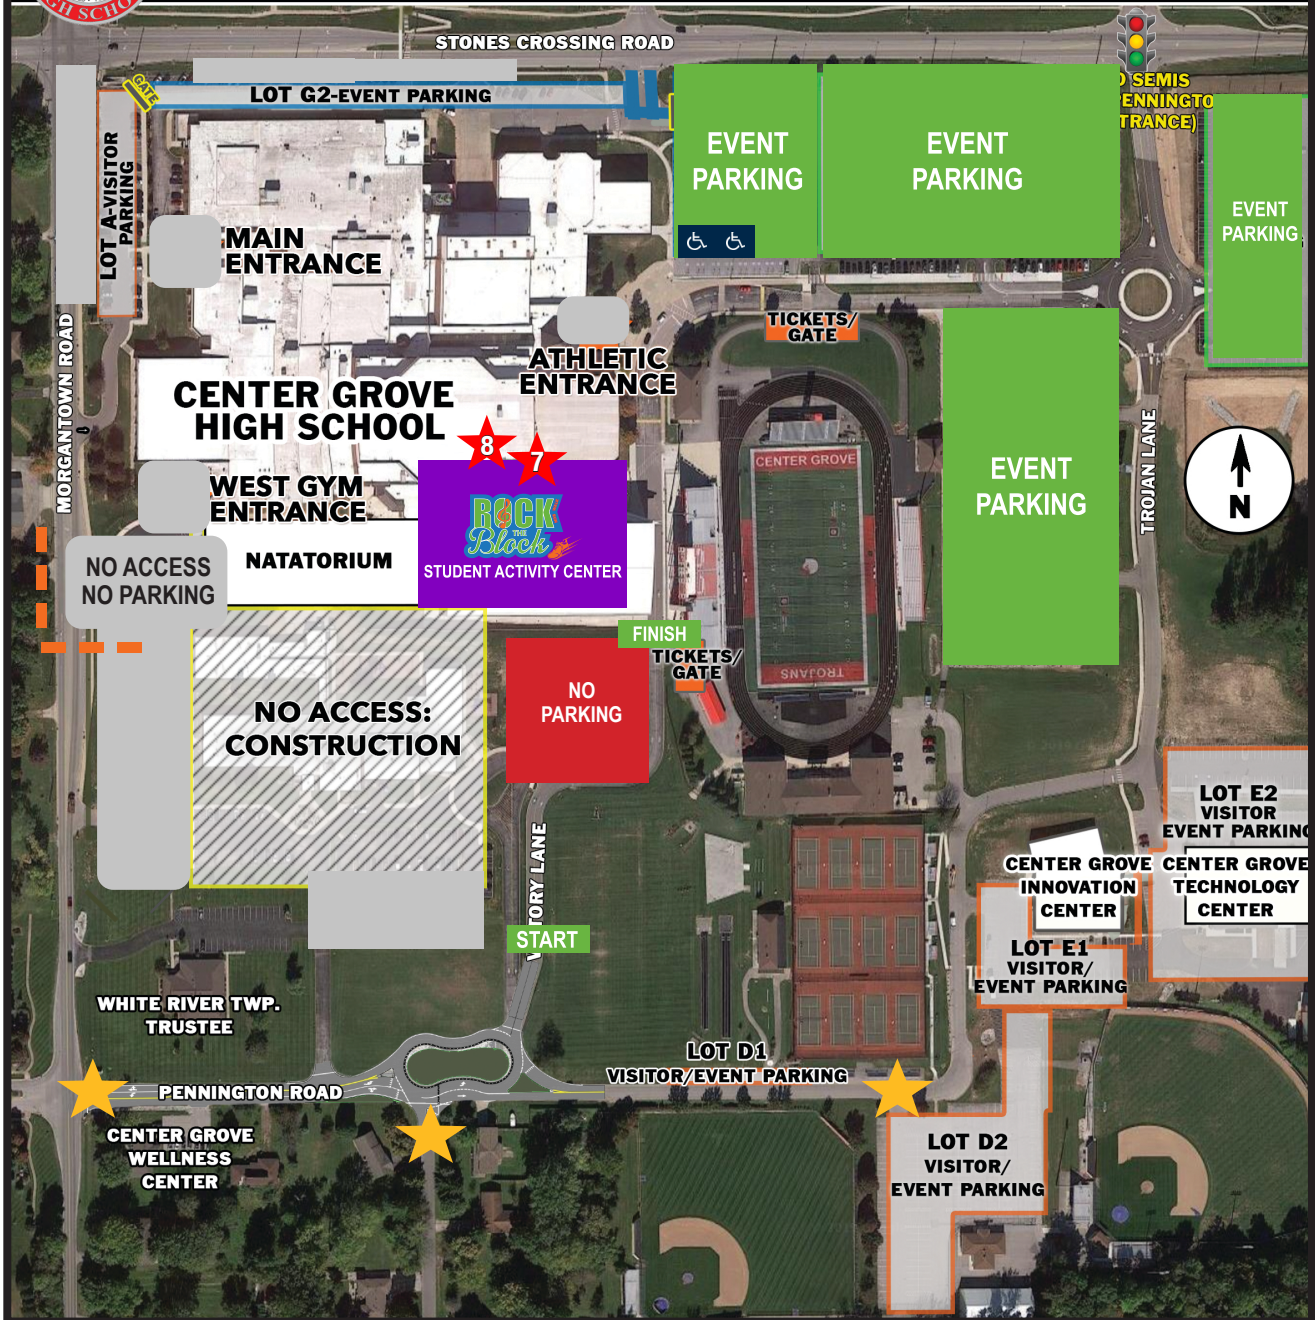 GH SCHO
STONES CROSSING ROAD
GATE
LOT G2-EVENT PARKING
SEMIS
TRANCE)
LOT A-VISITOR
PARKING
EVENT
PARKING
EVENT
PARKING
EVENT
PARKING
MAIN
ENTRANCE
TICKETS/
GATE
ATHLETIC
ENTRANCE
MORGANTOWN ROAD
CENTER GROVE
HIGH SCHOOL
8
7
CENTER GROVE
EVENT
PARKING
TROJAN LANE
N
WEST GYM
ENTRANCE
ROCK
THE
Block
STUDENT ACTIVITY CENTER
NATATORIUM
NO ACCESS
NO PARKING
FINISH
TICKETS/
GATE
TROJANS
NO
PARKING
NO ACCESS:
CONSTRUCTION
LOT E2
VISITOR
EVENT PARKING
CENTER GROVE
INNOVATION
CENTER
CENTER GROVE
TECHNOLOGY
CENTER
TORY LANE
START
LOT E1
VISITOR/
EVENT PARKING
WHITE RIVER TWP.
TRUSTEE
LOT D1
VISITOR/EVENT PARKING
PENNINGTON ROAD
CENTER GROVE
WELLNESS
CENTER
LOT D2
VISITOR/
EVENT PARKING